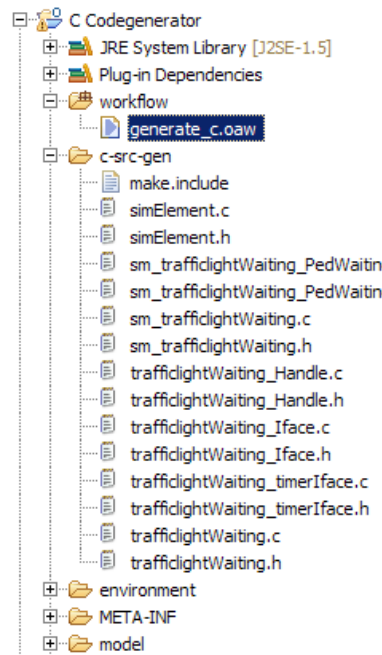 C Codegenerator
JRE System Library [J2SE-1.5]
Plug-in Dependencies
workflow
generate_c.oaw
c-src-gen
make.include
simElement.c
simElement.h
sm_trafficlightWaiting_PedWaitin
sm_trafficlightWaiting_PedWaitin
sm_trafficlightWaiting.c
sm_trafficlightWaiting.h
trafficlightWaiting_Handle.c
trafficlightWaiting_Handle.h
trafficlightWaiting_Iface.c
trafficlightWaiting_Iface.h
trafficlightWaiting_timerIface.c
trafficlightWaiting_timerIface.h
trafficlightWaiting.c
trafficlightWaiting.h
environment
META-INF
model